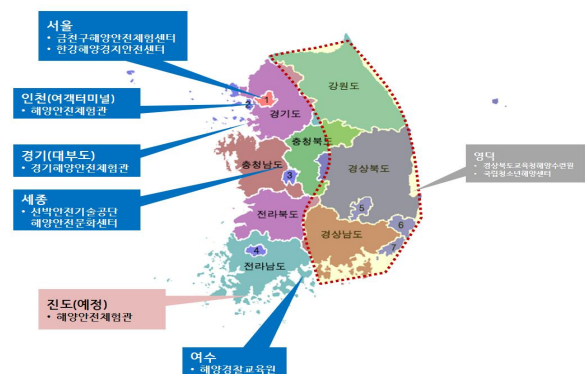 서울
• 금천구해양안전체험센터
• 한강해양경지안전센터
인천(여객터미널)
• 해양안전체험관
경기(대부도)
• 경기해양안전체험관
세종
• 선박안전기술공단
해양안전문화센터
진도(예정)
• 해양안전체험관
여수
• 해양경찰교육원
영덕
• 경상북도교육청해양수련원
• 국립청소년해양센터
강원도
1
2
경기도
충청북도
충청남도
3
경상북도
전라북도
5
6
경상남도
7
4
전라남도